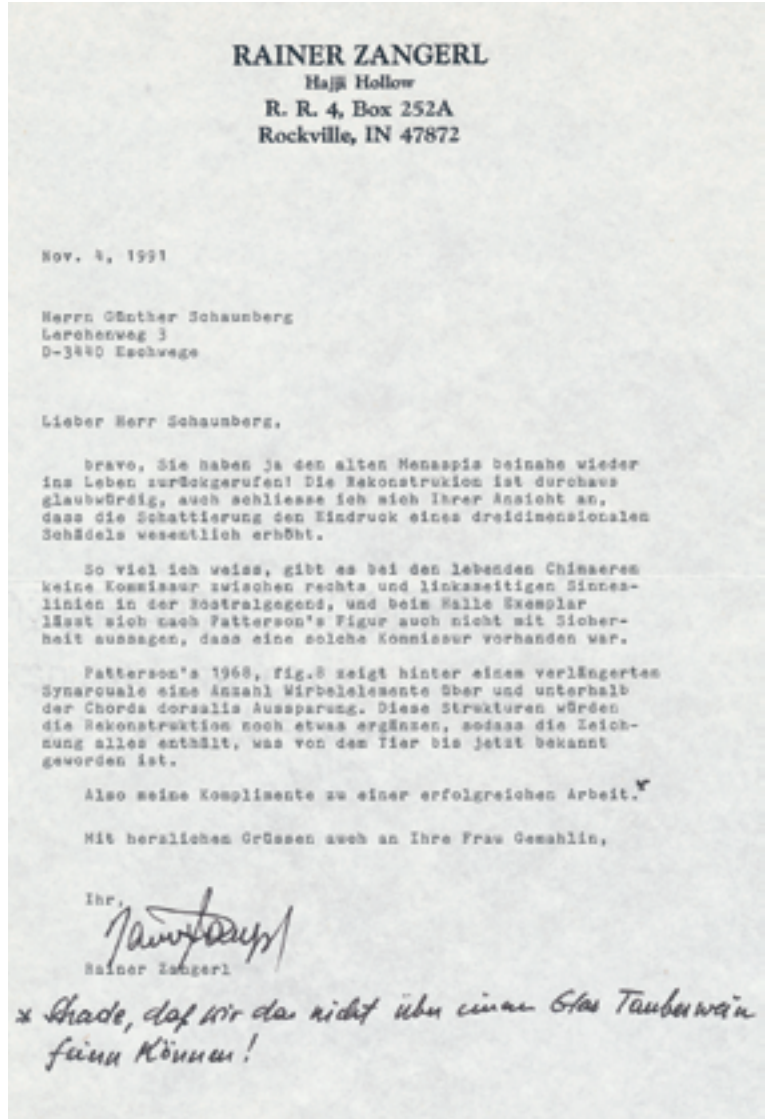 RAINER ZANGERL
Hajji Hollow
R. R. 4, Box 252A
Rockville, IN 47872
Nov. 4, 1991
Herrn Günther Schaumberg
Lerchenweg 3
D-3440 Eschwege
Lieber Herr Schaumberg,
bravo, Sie haben ja den alten Menaspis beinahe wieder
ins Leben zurückgerufen! Die Rekonstrukion ist durchaus
glaubwürdig, auch schliesse ich mich Ihrer Ansicht an,
dass die Schattierung den Eindruck eines dreidimensionalen
Schädels wesentlich erhöht.
So viel ich weiss, gibt es bei den lebenden Chimaeren
keine Kommissur zwischen rechts und linksseitigen Sinnes-
linien in der Rostralgegend, und beim Halle Exemplar
lässt sich nach Patterson's Figur auch nicht mit Sicher-
heit aussagen, dass eine solche Kommissur vorhanden war.
Patterson's 1968, fig.8 zeigt hinter einem verlängerten
Synarcuale eine Anzahl Wirbelelemente über und unterhalb
der Chorda dorsalis Aussparung. Diese Strukturen würden
die Rekonstruktion noch etwas ergänzen, sodass die Zeich-
nung alles enthält, was von dem Tier bis jetzt bekannt
geworden ist.
Also meine Komplimente zu einer erfolgreichen Arbeit.*
Mit herzlichen Grüssen auch an Ihre Frau Gemahlin,
Ihr,
Rainer Zangerl
Rainer Zangerl
* Schade, daß wir das nicht über einem Glas Tauberwein
feiern können!